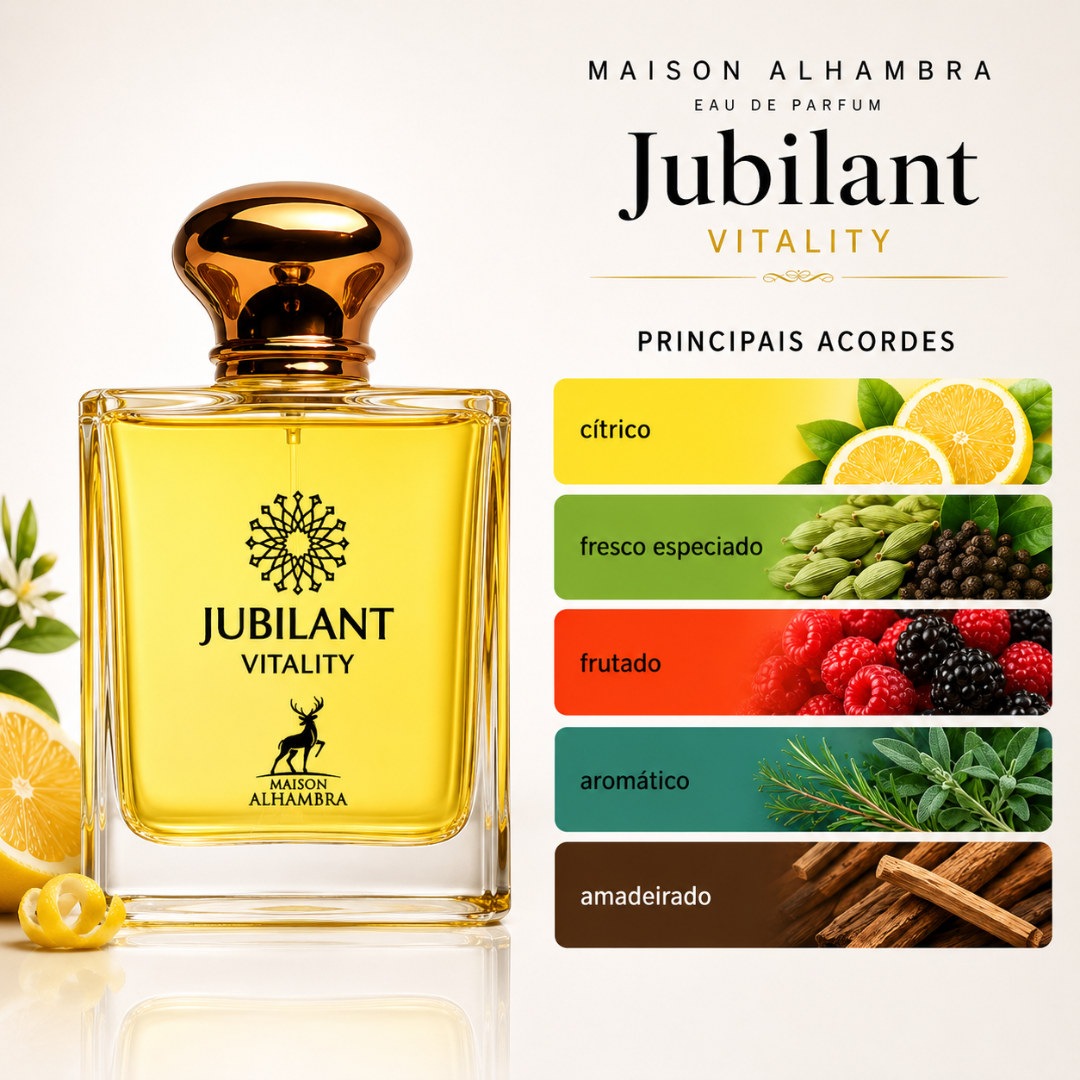 MAISON ALHAMBRA
EAU DE PARFUM
Jubilant
VITALITY
PRINCIPAIS ACORDES
cítrico
fresco especiado
frutado
aromático
amadeirado
JUBILANT
VITALITY
MAISON
ALHAMBRA